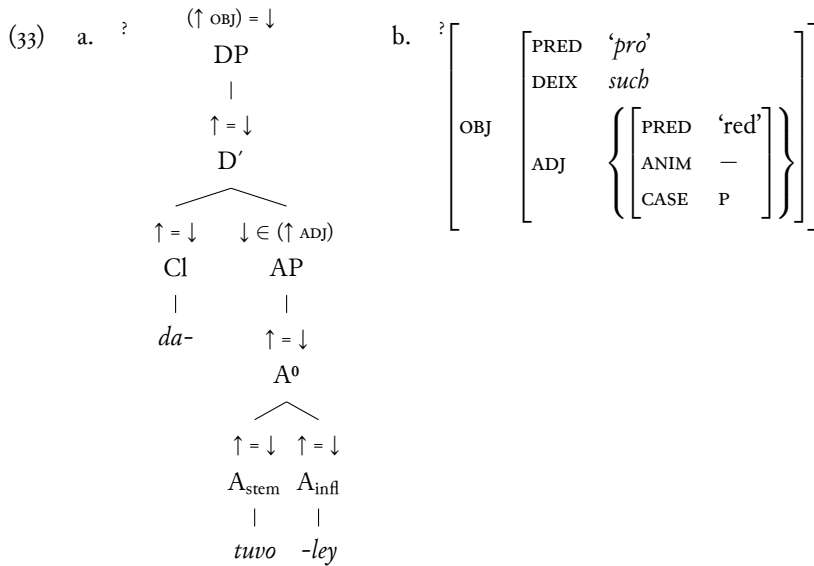 (33) a. ? (↑ OBJ) = ↓ b. ?
DP
↑ = ↓
D′
↑ = ↓ ↓ ∈ (↑ ADJ)
Cl AP
da- ↑ = ↓
A⁰
↑ = ↓ ↑ = ↓
Astem Ainfl
tuvo -ley
PRED ‘pro’
DEIX such
OBJ ADJ
PRED ‘red’
ANIM –
CASE P